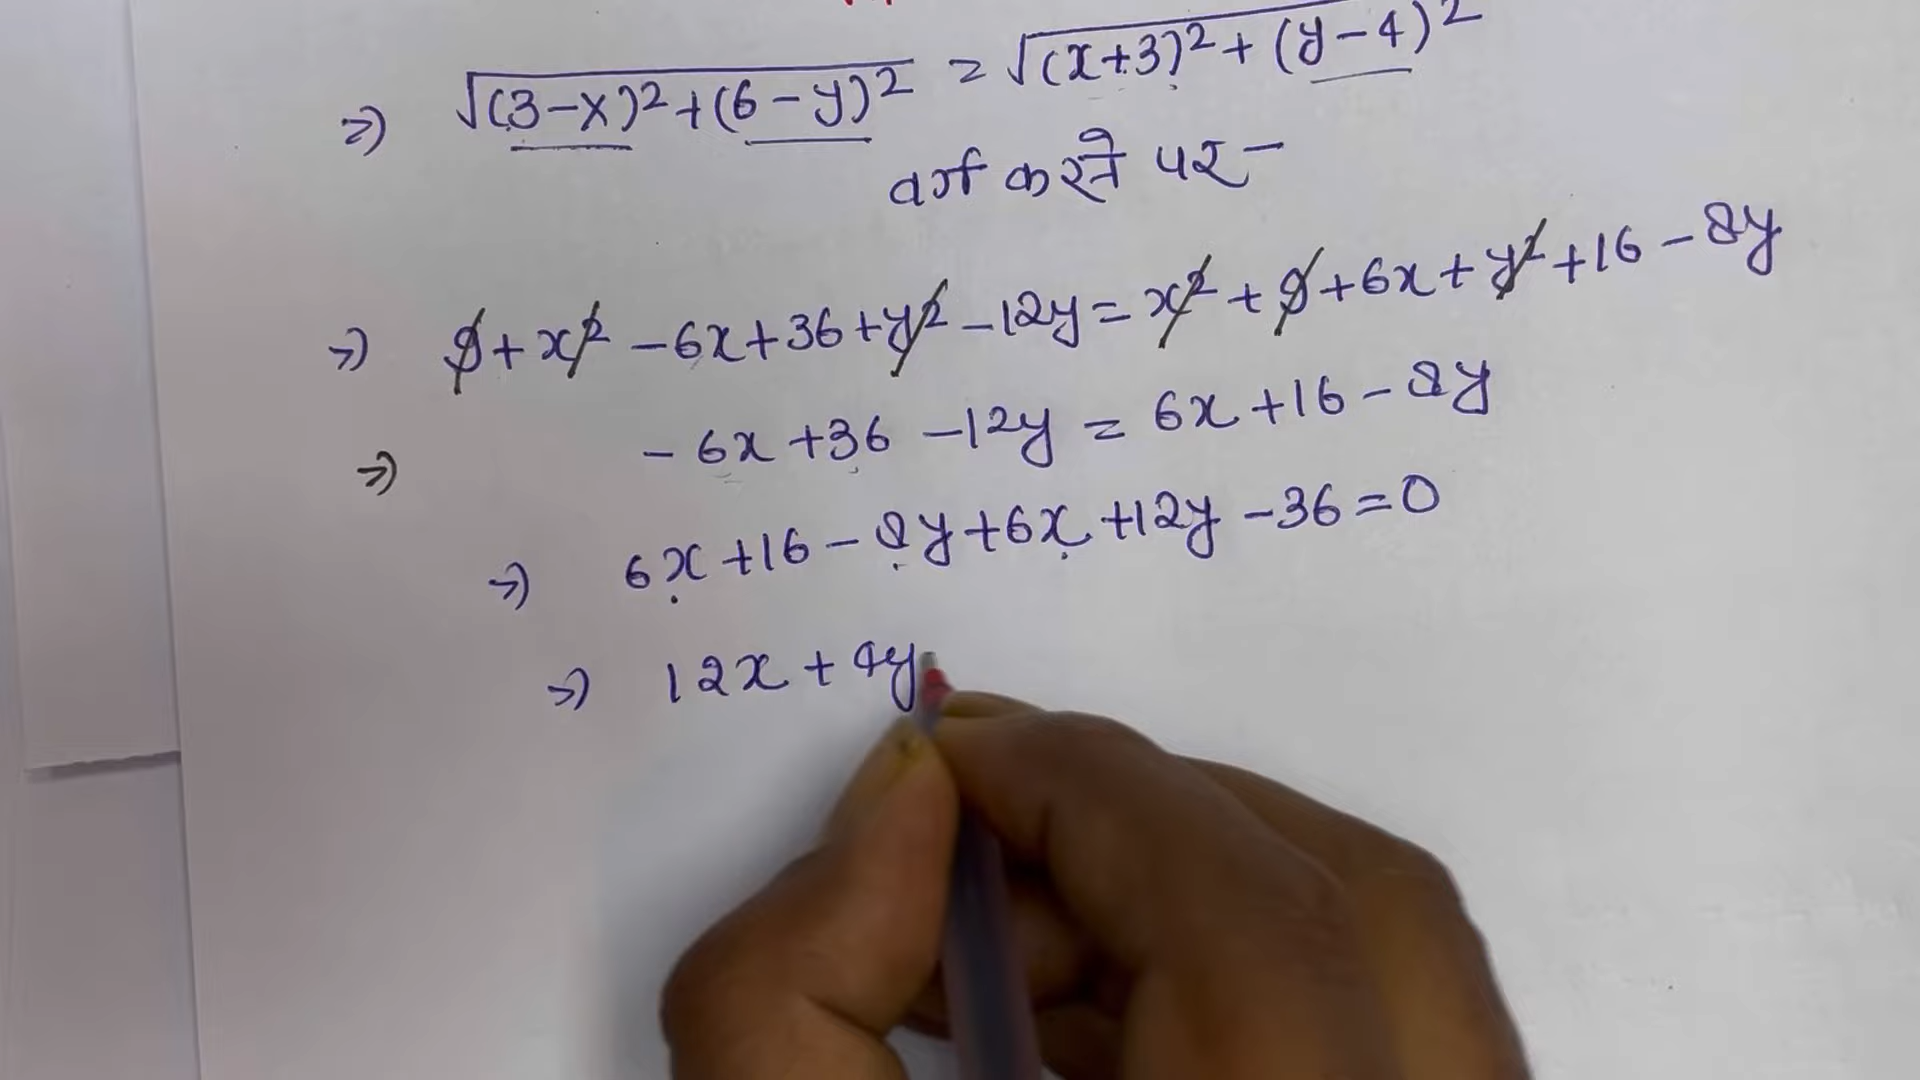 ⇒ √(3-x)²+(6-y)² = √(x+3)²+(y-4)²
वर्ग करने पर-
⇒ 9+x²-6x+36+y²-12y=x²+9+6x+y²+16-8y
⇒ -6x+36-12y = 6x+16-8y
⇒ 6x+16-8y+6x+12y-36=0
⇒ 12x+4y